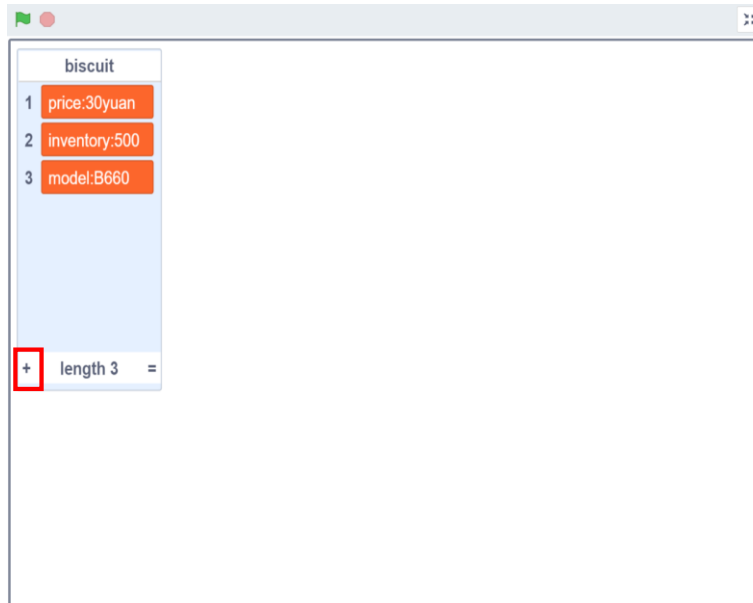 biscuit
1 price:30yuan
2 inventory:500
3 model:B660
+ length 3 =